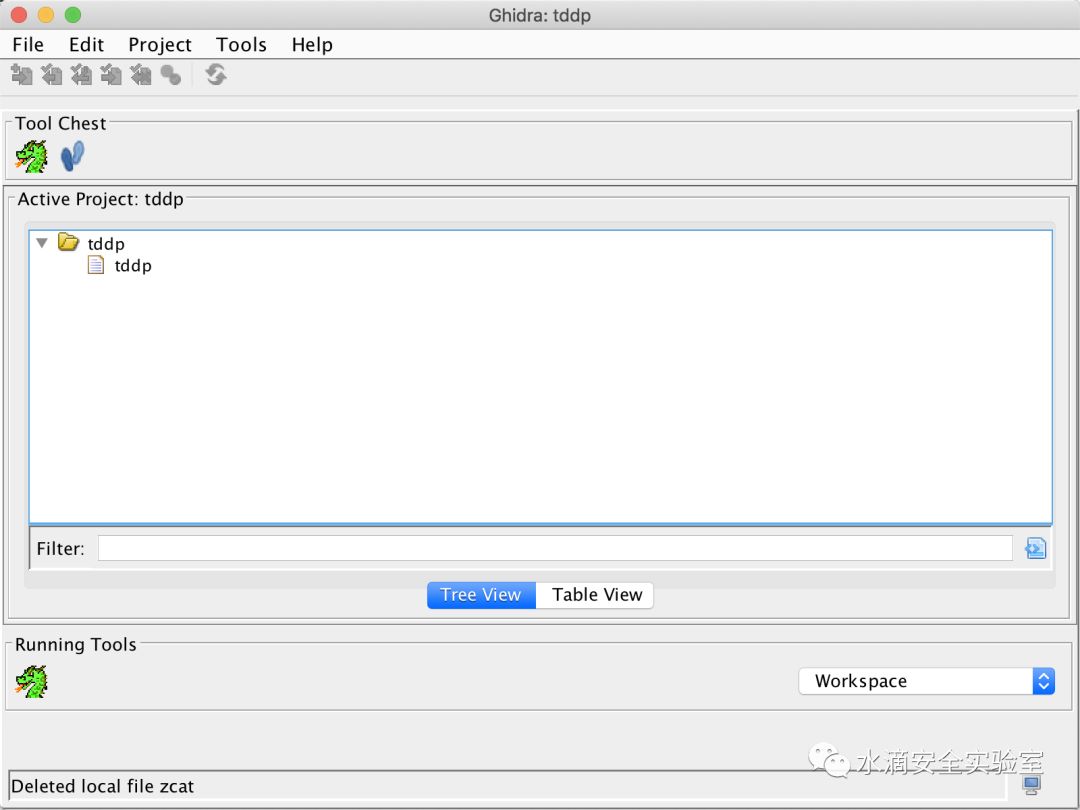 Ghidra: tddp
File Edit Project Tools Help
Tool Chest
Active Project: tddp
tddp
tddp
Filter:
Tree View Table View
Running Tools
Workspace
水滴安全实验室
Deleted local file zcat